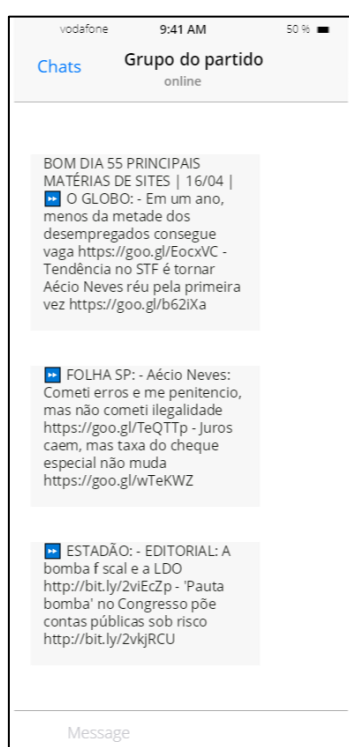 vodafone 9:41 AM 50 %
Chats Grupo do partido
online
BOM DIA 55 PRINCIPAIS
MATÉRIAS DE SITES | 16/04 |
⏩ O GLOBO: - Em um ano,
menos da metade dos
desempregados consegue
vaga https://goo.gl/EocxVC -
Tendência no STF é tornar
Aécio Neves réu pela primeira
vez https://goo.gl/b62iXa
⏩ FOLHA SP: - Aécio Neves:
Cometi erros e me penitencio,
mas não cometi ilegalidade
https://goo.gl/TeQTTp - Juros
caem, mas taxa do cheque
especial não muda
https://goo.gl/wTeKWZ
⏩ ESTADÃO: - EDITORIAL: A
bomba f scal e a LDO
http://bit.ly/2viEcZp - 'Pauta
bomba' no Congresso põe
contas públicas sob risco
http://bit.ly/2vkjRCU
Message